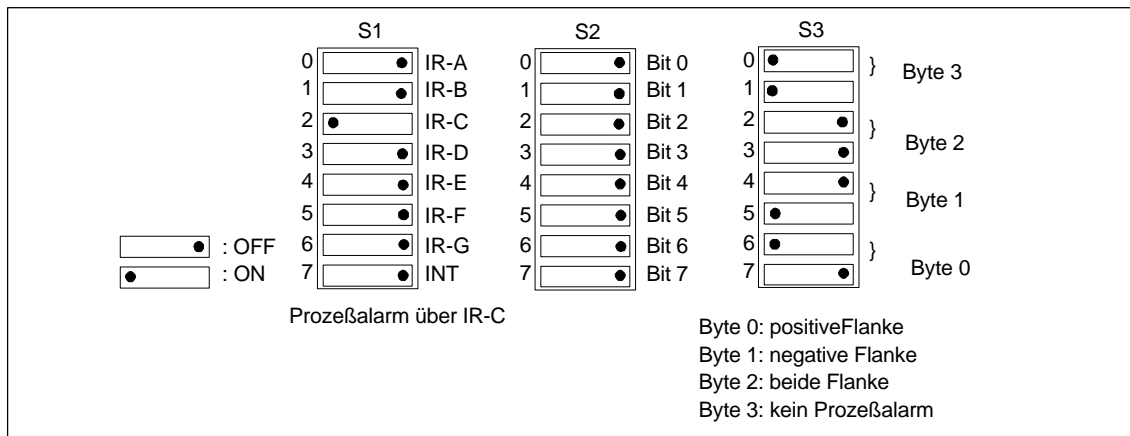 S1 S2 S3
0 IR-A 0 Bit 0 0 } Byte 3
1 IR-B 1 Bit 1 1
2 IR-C 2 Bit 2 2 } Byte 2
3 IR-D 3 Bit 3 3
4 IR-E 4 Bit 4 4 } Byte 1
5 IR-F 5 Bit 5 5
: OFF 6 IR-G 6 Bit 6 6 } Byte 0
: ON 7 INT 7 Bit 7 7
Prozeßalarm über IR-C
Byte 0: positiveFlanke
Byte 1: negative Flanke
Byte 2: beide Flanke
Byte 3: kein Prozeßalarm